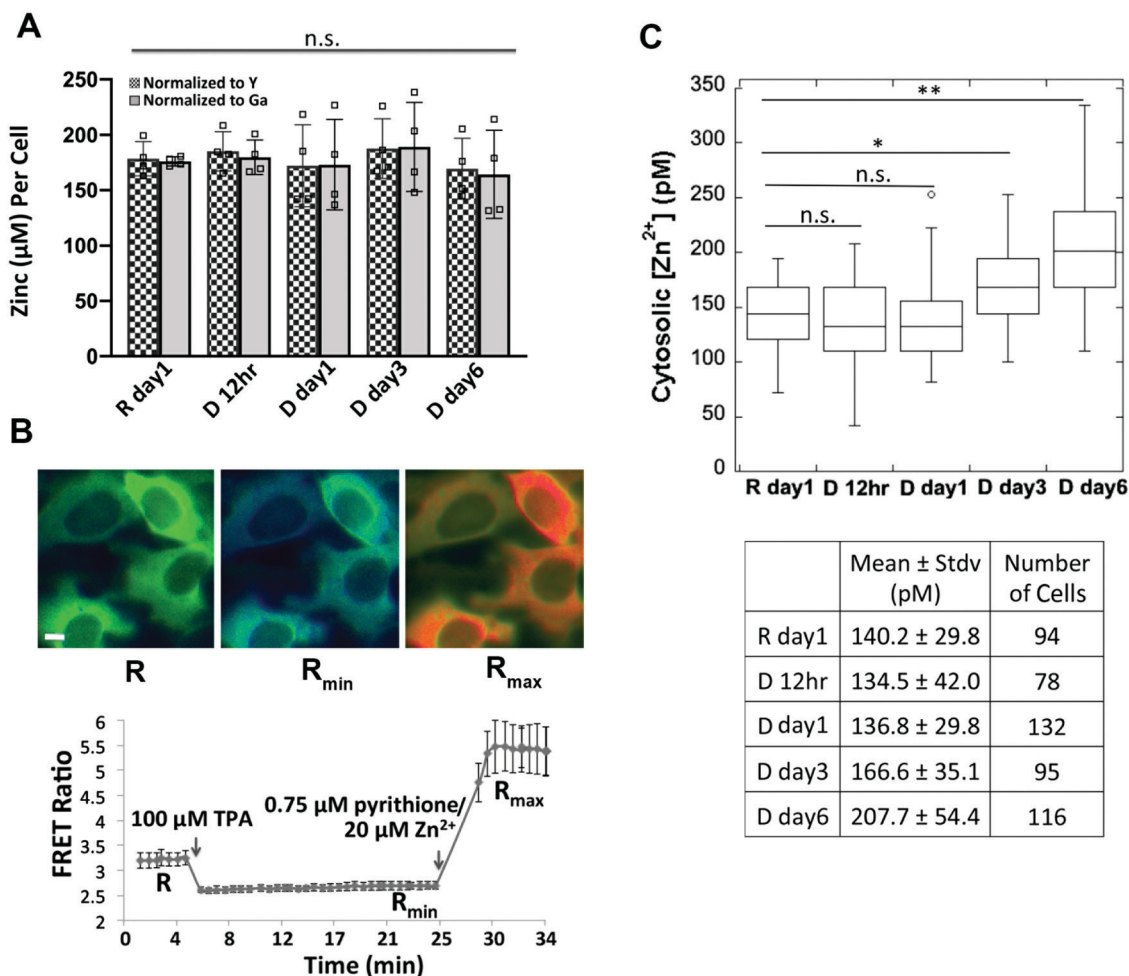 A
n.s.
Normalized to Y
Normalized to Ga
Zinc (μM) Per Cell
250
200
150
100
50
0
R day1
D 12hr
D day1
D day3
D day6
B
R
Rmin
Rmax
FRET Ratio
6
5.5
5
4.5
4
3.5
3
2.5
2
100 μM TPA
0.75 μM pyrithione/
20 μM Zn2+
R
Rmin
Rmax
0 4 8 12 17 21 25 30 34
Time (min)
C
Cytosolic [Zn2+] (pM)
350
300
250
200
150
100
50
0
**
*
n.s.
n.s.
R day1 D 12hr D day1 D day3 D day6
Mean ± Stdv Number
(pM) of Cells
R day1 140.2 ± 29.8 94
D 12hr 134.5 ± 42.0 78
D day1 136.8 ± 29.8 132
D day3 166.6 ± 35.1 95
D day6 207.7 ± 54.4 116